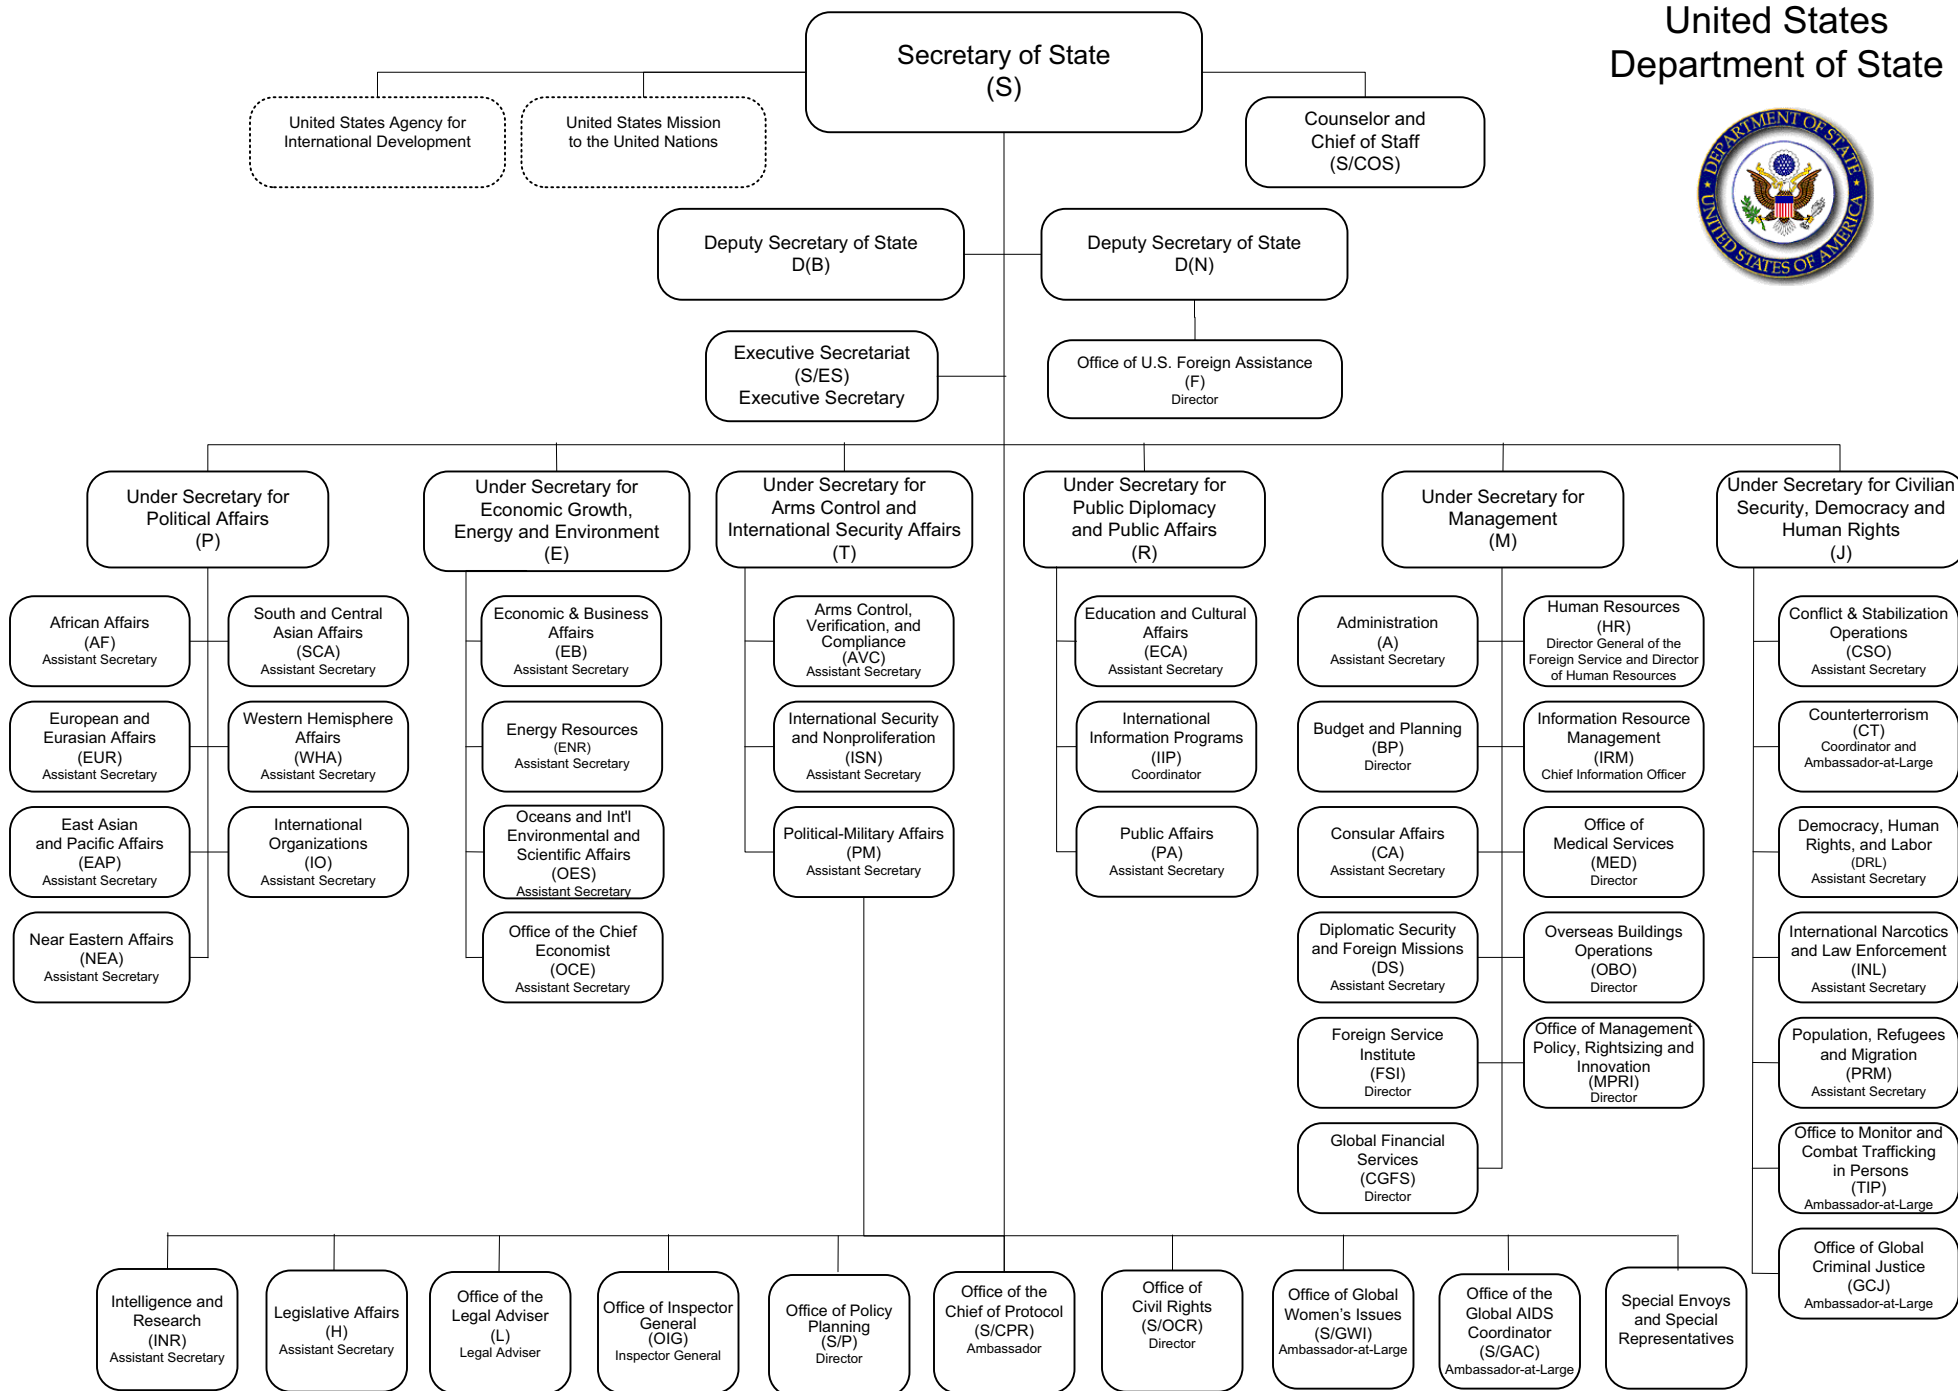 United States
Department of State
DEPARTMENT OF STATE
UNITED STATES OF AMERICA
Secretary of State
(S)
United States Agency for
International Development
United States Mission
to the United Nations
Counselor and
Chief of Staff
(S/COS)
Deputy Secretary of State
D(B)
Deputy Secretary of State
D(N)
Executive Secretariat
(S/ES)
Executive Secretary
Office of U.S. Foreign Assistance
(F)
Director
Under Secretary for
Political Affairs
(P)
Under Secretary for
Economic Growth,
Energy and Environment
(E)
Under Secretary for
Arms Control and
International Security Affairs
(T)
Under Secretary for
Public Diplomacy
and Public Affairs
(R)
Under Secretary for
Management
(M)
Under Secretary for Civilian
Security, Democracy and
Human Rights
(J)
African Affairs
(AF)
Assistant Secretary
South and Central
Asian Affairs
(SCA)
Assistant Secretary
Economic & Business
Affairs
(EB)
Assistant Secretary
Arms Control,
Verification, and
Compliance
(AVC)
Assistant Secretary
Education and Cultural
Affairs
(ECA)
Assistant Secretary
Administration
(A)
Assistant Secretary
Human Resources
(HR)
Director General of the
Foreign Service and Director
of Human Resources
Conflict & Stabilization
Operations
(CSO)
Assistant Secretary
European and
Eurasian Affairs
(EUR)
Assistant Secretary
Western Hemisphere
Affairs
(WHA)
Assistant Secretary
Energy Resources
(ENR)
Assistant Secretary
International Security
and Nonproliferation
(ISN)
Assistant Secretary
International
Information Programs
(IIP)
Coordinator
Budget and Planning
(BP)
Director
Information Resource
Management
(IRM)
Chief Information Officer
Counterterrorism
(CT)
Coordinator and
Ambassador-at-Large
East Asian
and Pacific Affairs
(EAP)
Assistant Secretary
International
Organizations
(IO)
Assistant Secretary
Oceans and Int'l
Environmental and
Scientific Affairs
(OES)
Assistant Secretary
Political-Military Affairs
(PM)
Assistant Secretary
Public Affairs
(PA)
Assistant Secretary
Consular Affairs
(CA)
Assistant Secretary
Office of
Medical Services
(MED)
Director
Democracy, Human
Rights, and Labor
(DRL)
Assistant Secretary
Near Eastern Affairs
(NEA)
Assistant Secretary
Office of the Chief
Economist
(OCE)
Assistant Secretary
Diplomatic Security
and Foreign Missions
(DS)
Assistant Secretary
Overseas Buildings
Operations
(OBO)
Director
International Narcotics
and Law Enforcement
(INL)
Assistant Secretary
Foreign Service
Institute
(FSI)
Director
Office of Management
Policy, Rightsizing and
Innovation
(MPRI)
Director
Population, Refugees
and Migration
(PRM)
Assistant Secretary
Global Financial
Services
(CGFS)
Director
Office to Monitor and
Combat Trafficking
in Persons
(TIP)
Ambassador-at-Large
Office of Global
Criminal Justice
(GCJ)
Ambassador-at-Large
Intelligence and
Research
(INR)
Assistant Secretary
Legislative Affairs
(H)
Assistant Secretary
Office of the
Legal Adviser
(L)
Legal Adviser
Office of Inspector
General
(OIG)
Inspector General
Office of Policy
Planning
(S/P)
Director
Office of the
Chief of Protocol
(S/CPR)
Ambassador
Office of
Civil Rights
(S/OCR)
Director
Office of Global
Women's Issues
(S/GWI)
Ambassador-at-Large
Office of the
Global AIDS
Coordinator
(S/GAC)
Ambassador-at-Large
Special Envoys
and Special
Representatives